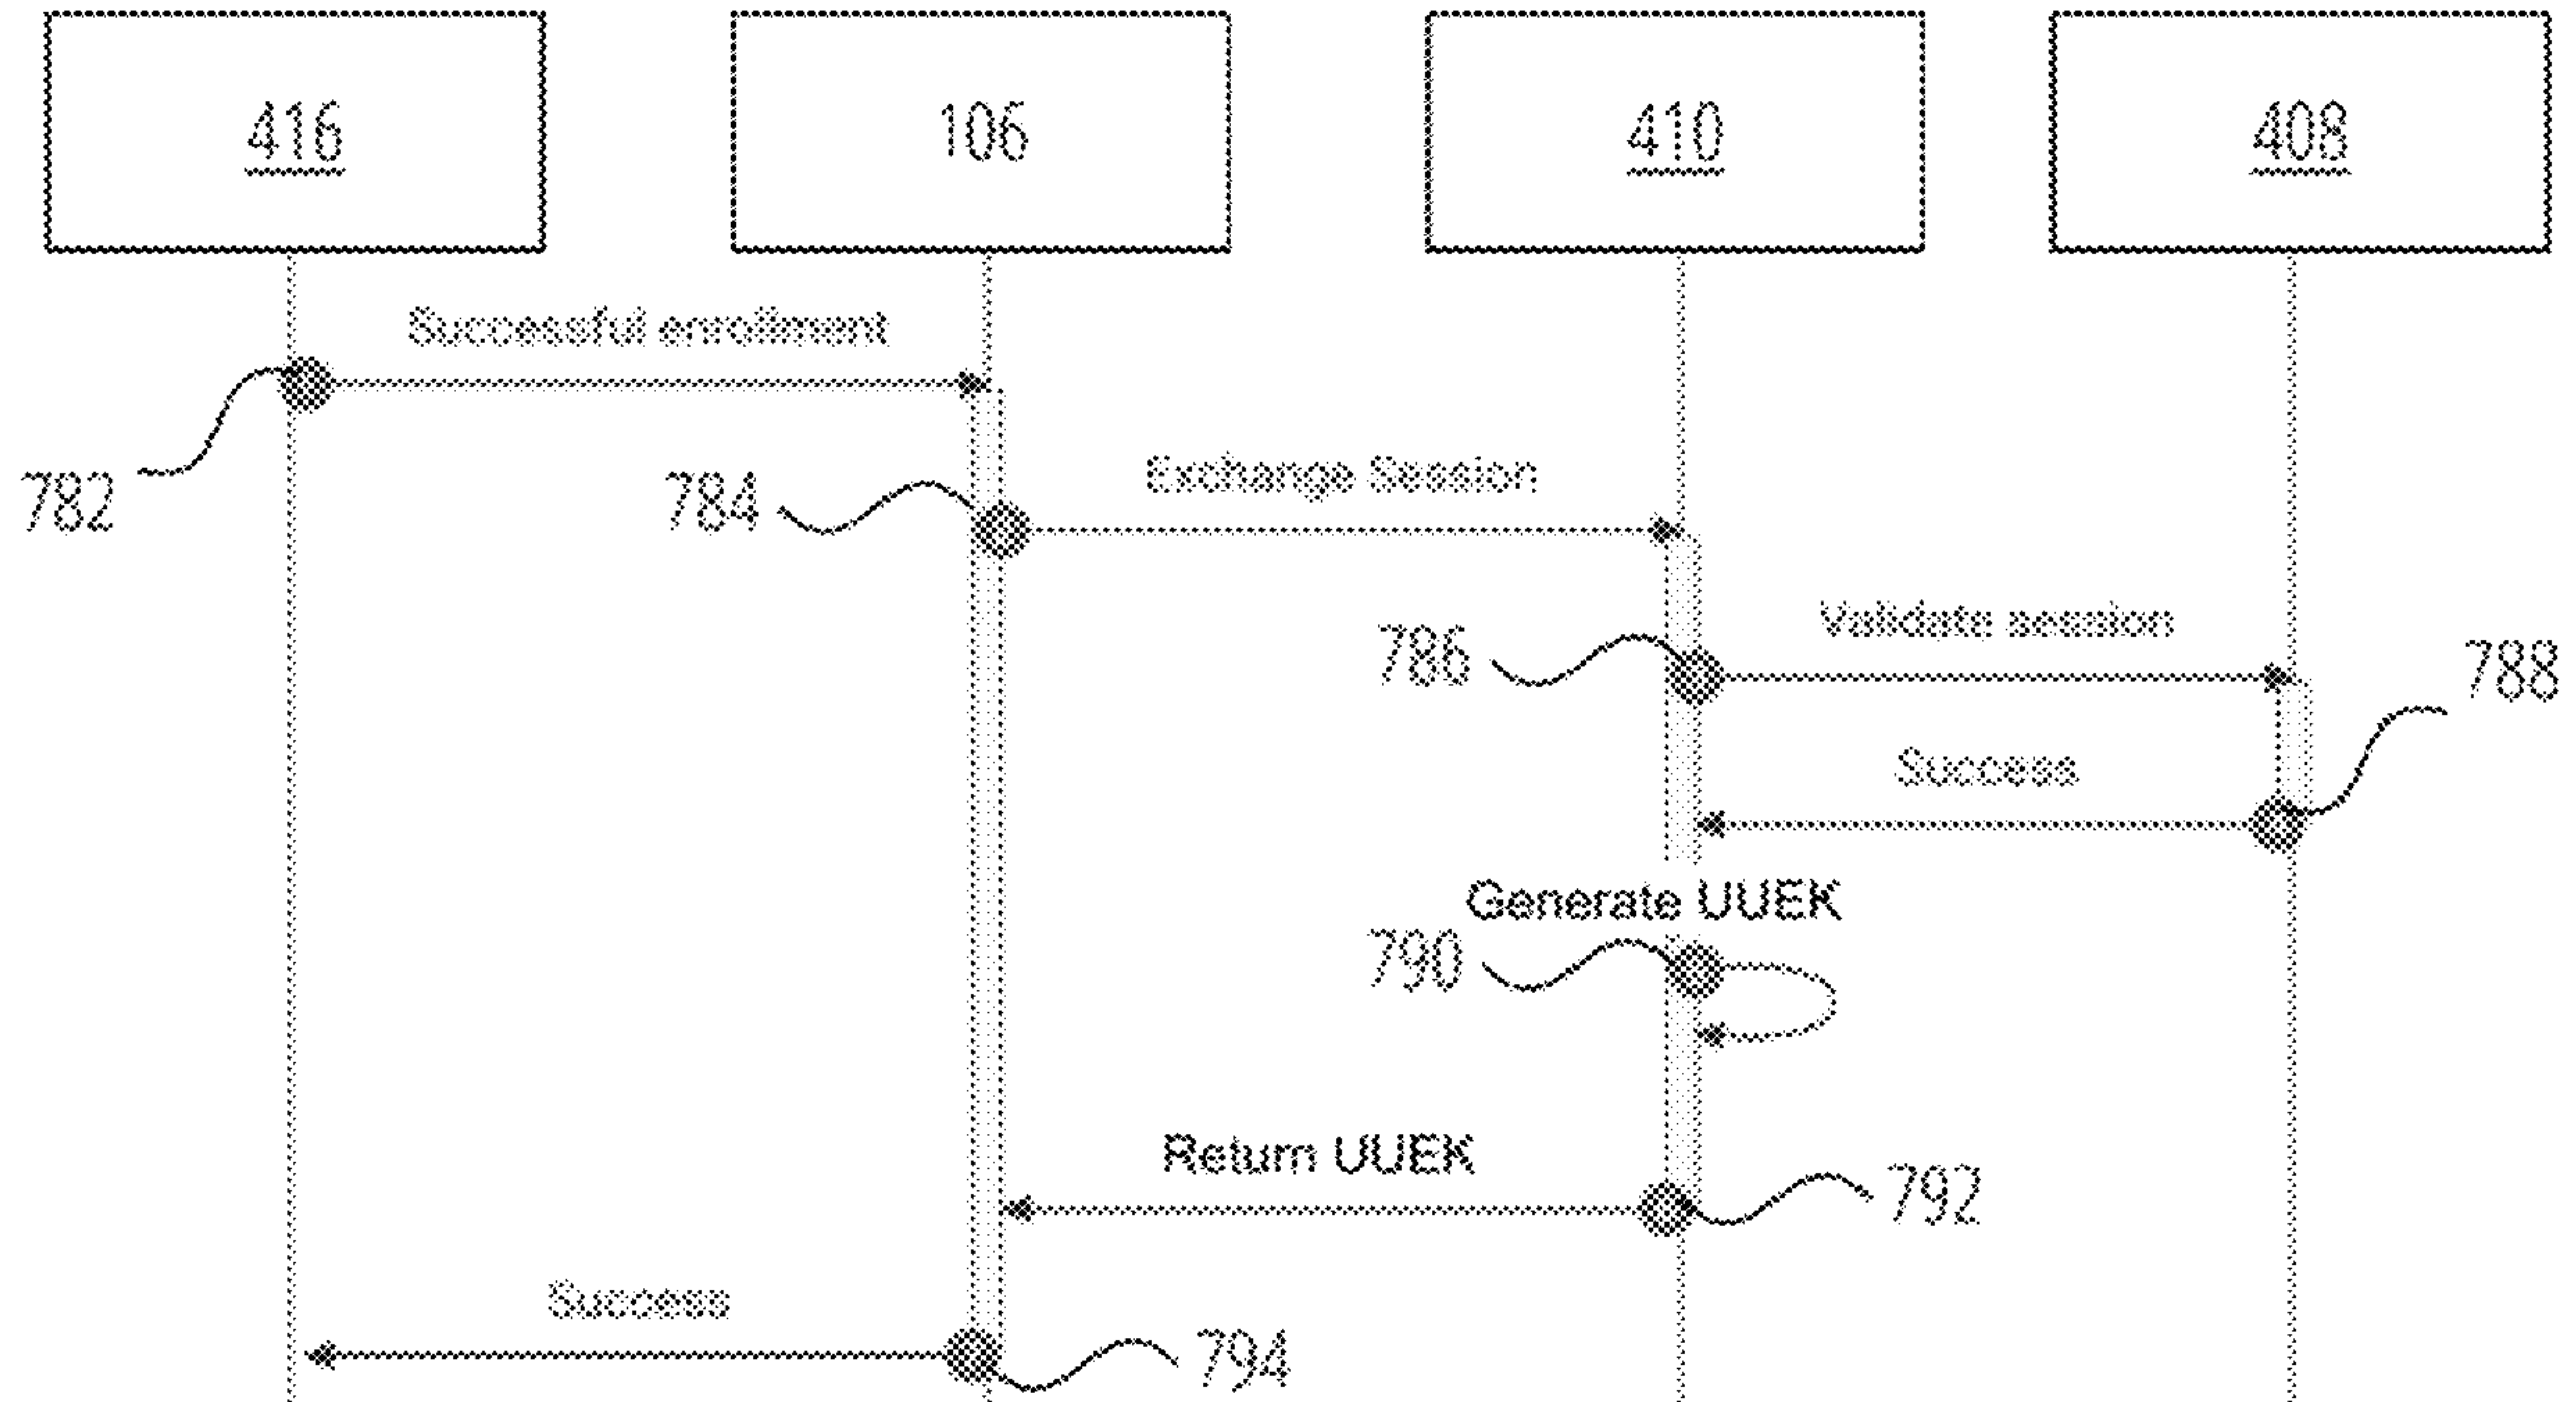 416
106
410
408
Successful enrollment
782
784
Exchange Session
786
Validate session
788
Success
Generate UUEK
790
Return UUEK
792
Success
794